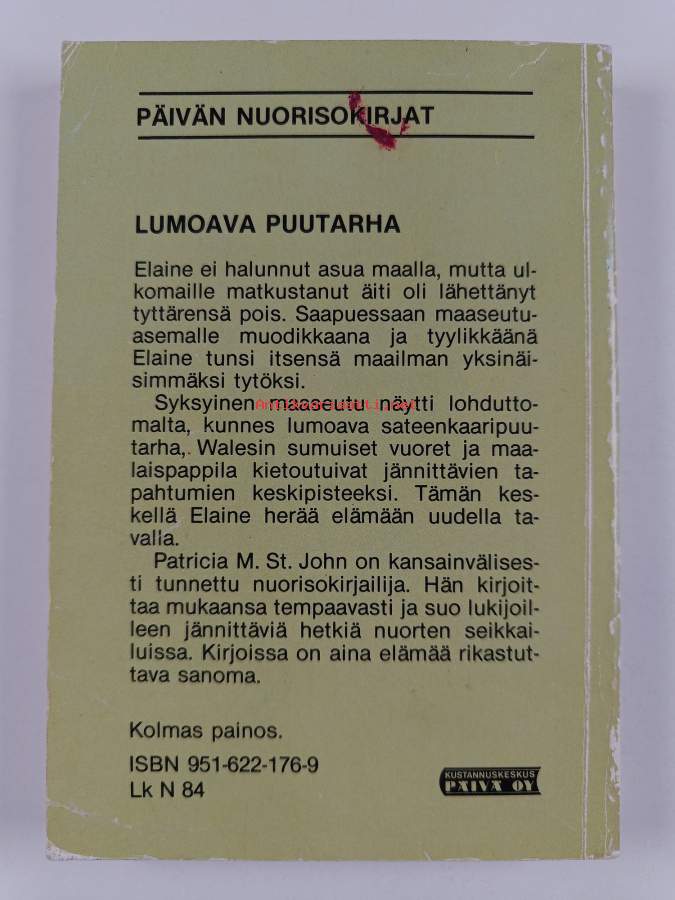 PÄIVÄN NUORISOKIRJAT
LUMOAVA PUUTARHA
Elaine ei halunnut asua maalla, mutta ul-
komaille matkustanut äiti oli lähettänyt
tyttärensä pois. Saapuessaan maaseutu-
asemalle muodikkaana ja tyylikkäänä
Elaine tunsi itsensä maailman yksinäi-
simmäksi tytöksi.
Syksyinen maaseutu näytti lohdutto-
malta, kunnes lumoava sateenkaaripuu-
tarha, Walesin sumuiset vuoret ja maa-
laispappila kietoutuivat jännittävien ta-
pahtumien keskipisteeksi. Tämän kes-
kellä Elaine herää elämään uudella ta-
valla.
Patricia M. St. John on kansainvälises-
ti tunnettu nuorisokirjailija. Hän kirjoit-
taa mukaansa tempaavasti ja suo lukijoil-
leen jännittäviä hetkiä nuorten seikkai-
luissa. Kirjoissa on aina elämää rikastut-
tava sanoma.
Kolmas painos.
ISBN 951-622-176-9
Lk N 84
KUSTANNUSKESKUS
PÄIVÄ OY